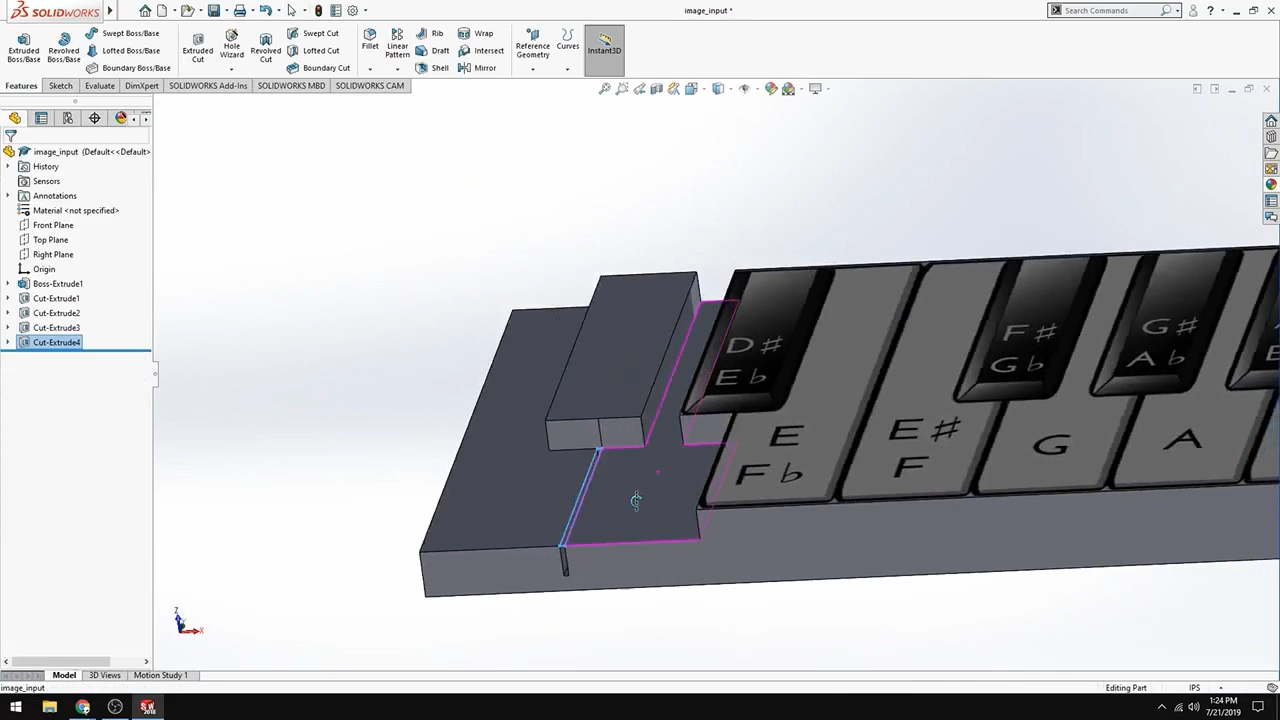 SOLIDWORKS
image_input *
Search Commands
Extruded Boss/Base
Revolved Boss/Base
Swept Boss/Base
Lofted Boss/Base
Boundary Boss/Base
Extruded Cut
Hole Wizard
Revolved Cut
Swept Cut
Lofted Cut
Boundary Cut
Fillet
Linear Pattern
Rib
Draft
Shell
Wrap
Intersect
Mirror
Reference Geometry
Curves
Instant3D
Features
Sketch
Evaluate
DimXpert
SOLIDWORKS Add-Ins
SOLIDWORKS MBD
SOLIDWORKS CAM
image_input (Default<<Default>
History
Sensors
Annotations
Material <not specified>
Front Plane
Top Plane
Right Plane
Origin
Boss-Extrude1
Cut-Extrude1
Cut-Extrude2
Cut-Extrude3
Cut-Extrude4
D♯
E♭
F♯
G♭
G♯
A♭
E
F♭
E♯
F
G
A
Z
X
Model
3D Views
Motion Study 1
image_input
Editing Part
IPS
1:24 PM
7/21/2019